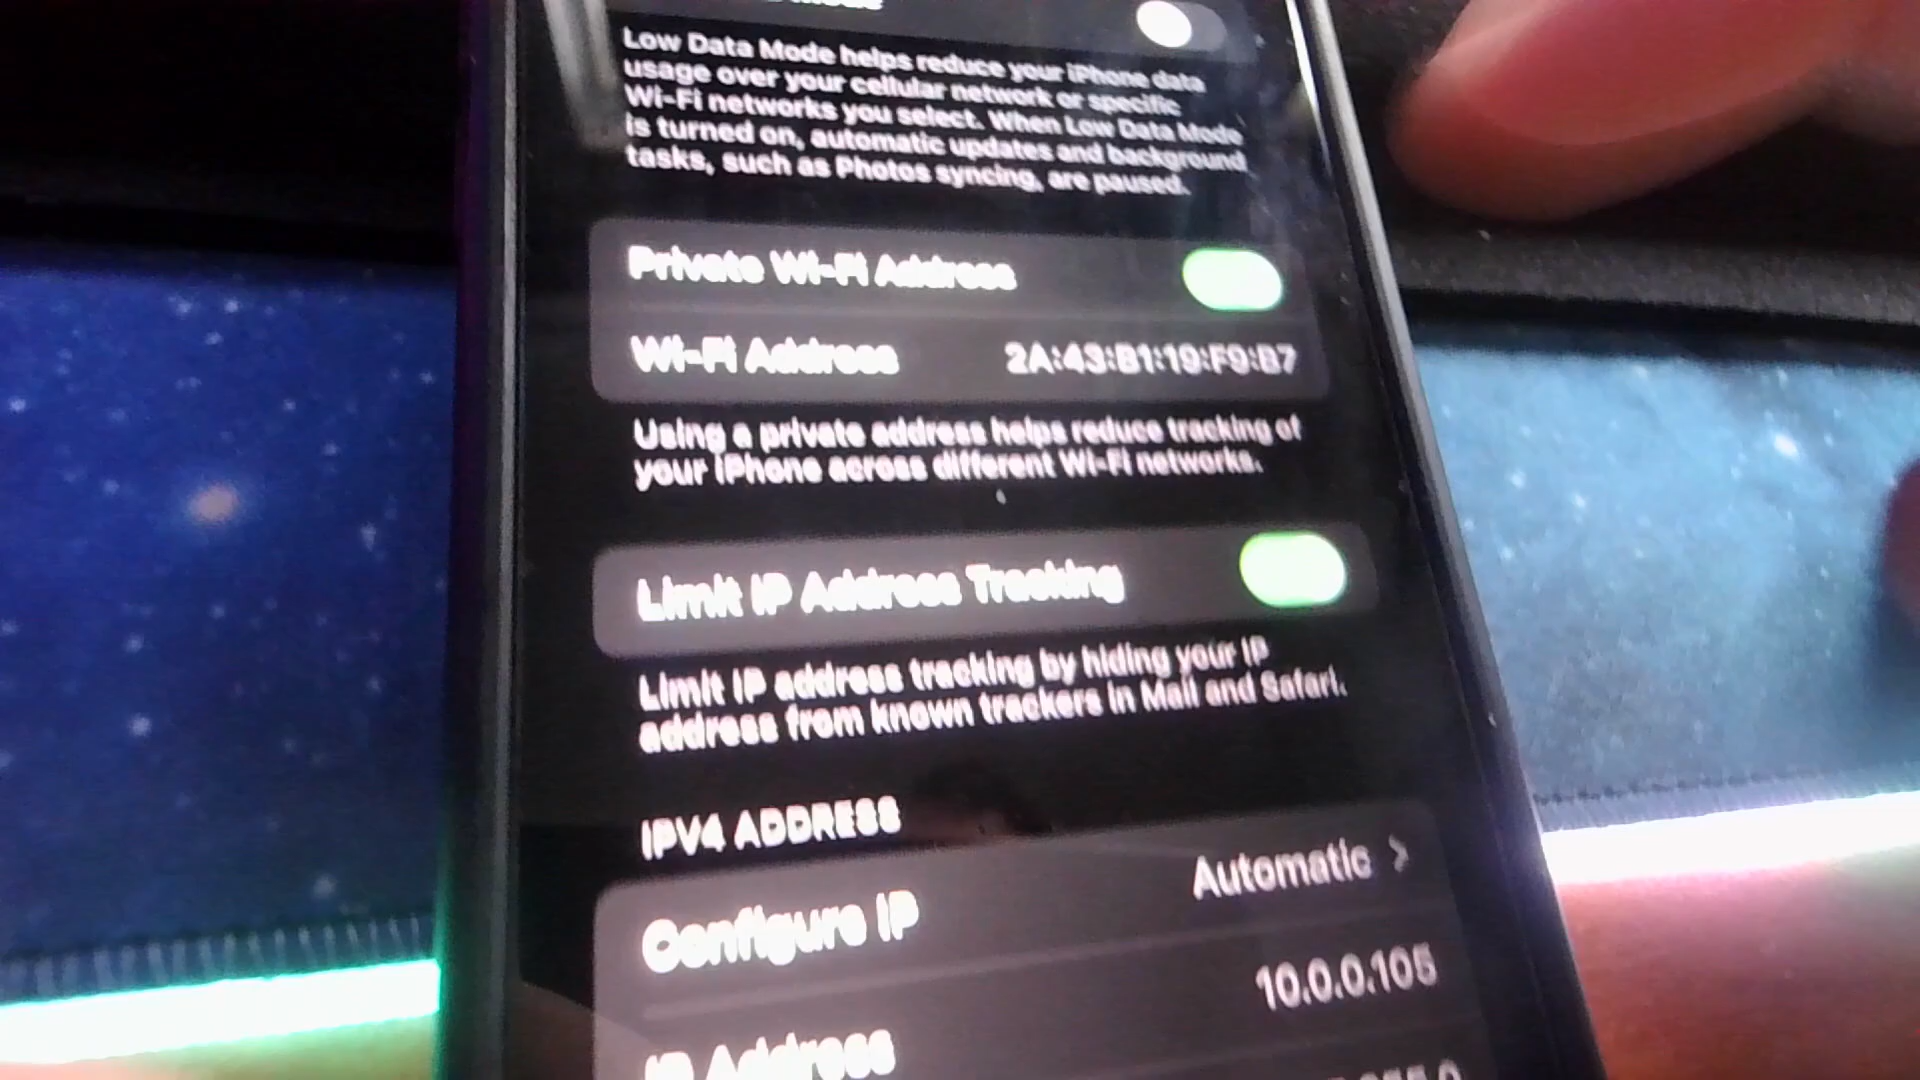 Low Data Mode helps reduce your iPhone data
usage over your cellular network or specific
Wi-Fi networks you select. When Low Data Mode
is turned on, automatic updates and background
tasks, such as Photos syncing, are paused.
Private Wi-Fi Address
Wi-Fi Address 2A:43:B1:19:F9:B7
Using a private address helps reduce tracking of
your iPhone across different Wi-Fi networks.
Limit IP Address Tracking
Limit IP address tracking by hiding your IP
address from known trackers in Mail and Safari.
IPV4 ADDRESS
Configure IP Automatic >
IP Address 10.0.0.105